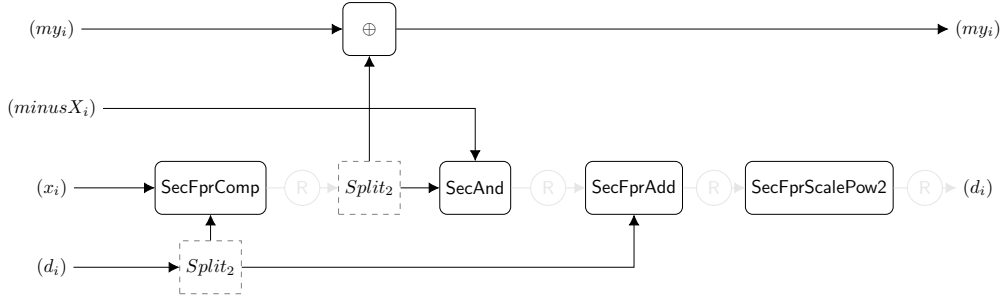 (my_i) ⊕ (my_i)
(minusX_i)
(x_i) SecFprComp R Split_2 SecAnd R SecFprAdd R SecFprScalePow2 R (d_i)
(d_i) Split_2